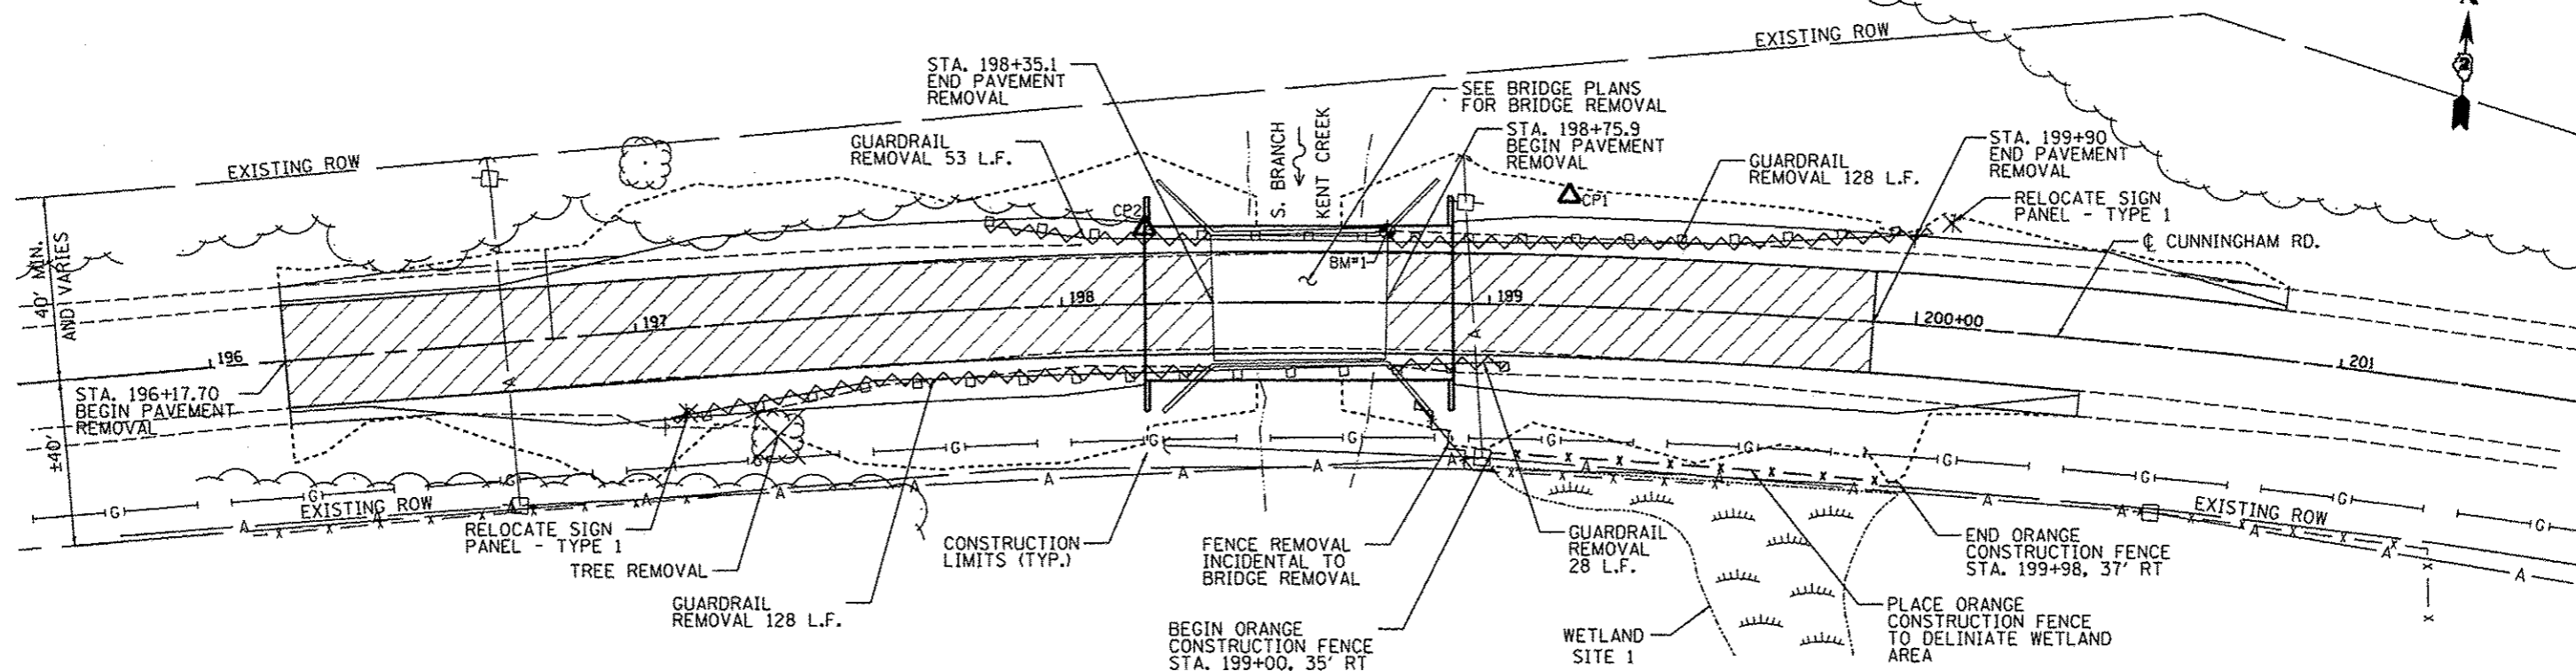 EXISTING ROW
STA. 198+35.1
END PAVEMENT
REMOVAL
SEE BRIDGE PLANS
FOR BRIDGE REMOVAL
GUARDRAIL
REMOVAL 53 L.F.
S. BRANCH
KENT CREEK
STA. 198+75.9
BEGIN PAVEMENT
REMOVAL
GUARDRAIL
REMOVAL 128 L.F.
STA. 199+90
END PAVEMENT
REMOVAL
RELOCATE SIGN
PANEL - TYPE 1
EXISTING ROW
2
CP2
CP1
℄ CUNNINGHAM RD.
BM#1
40' MIN.
AND VARIES
196
197
198
199
200+00
201
STA. 196+17.70
BEGIN PAVEMENT
REMOVAL
±40'
EXISTING ROW
RELOCATE SIGN
PANEL - TYPE 1
TREE REMOVAL
GUARDRAIL
REMOVAL 128 L.F.
CONSTRUCTION
LIMITS (TYP.)
FENCE REMOVAL
INCIDENTAL TO
BRIDGE REMOVAL
BEGIN ORANGE
CONSTRUCTION FENCE
STA. 199+00, 35' RT
GUARDRAIL
REMOVAL
28 L.F.
WETLAND
SITE 1
PLACE ORANGE
CONSTRUCTION FENCE
TO DELINIATE WETLAND
AREA
END ORANGE
CONSTRUCTION FENCE
STA. 199+98, 37' RT
EXISTING ROW